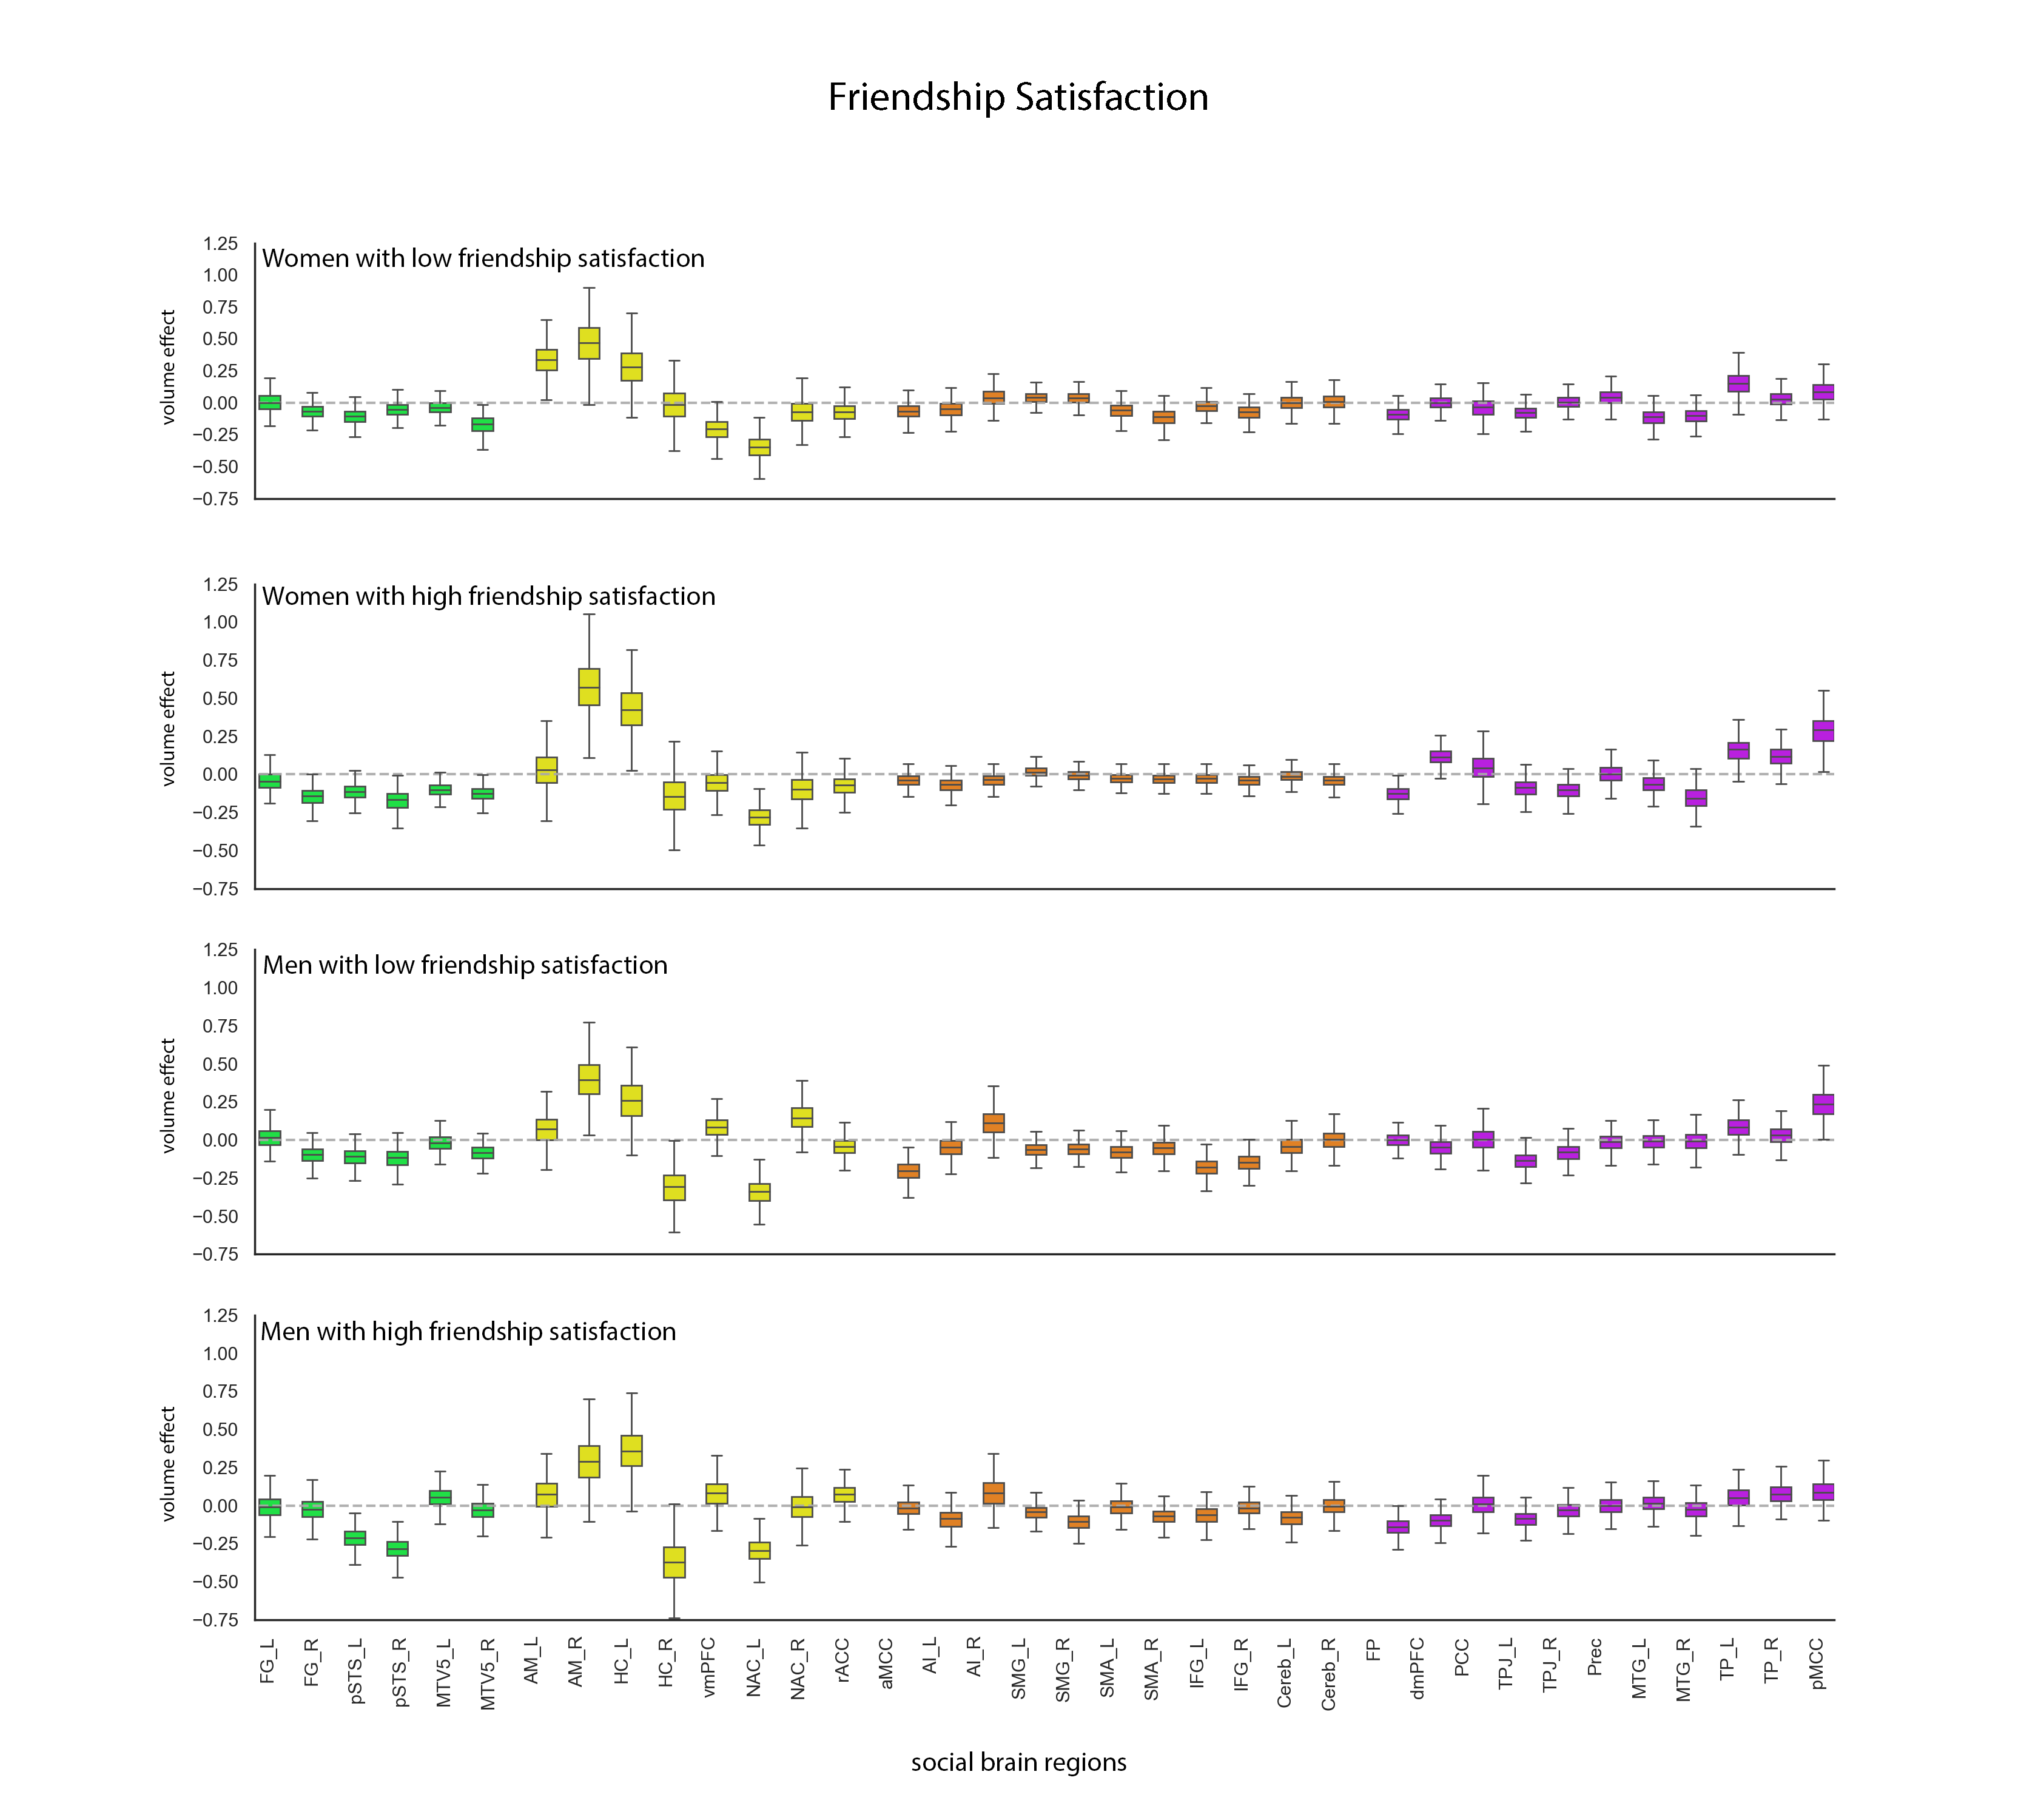 Friendship Satisfaction
Women with low friendship satisfaction
volume effect
1.25
1.00
0.75
0.50
0.25
0.00
−0.25
−0.50
−0.75
Women with high friendship satisfaction
volume effect
1.25
1.00
0.75
0.50
0.25
0.00
−0.25
−0.50
−0.75
Men with low friendship satisfaction
volume effect
1.25
1.00
0.75
0.50
0.25
0.00
−0.25
−0.50
−0.75
Men with high friendship satisfaction
volume effect
1.25
1.00
0.75
0.50
0.25
0.00
−0.25
−0.50
−0.75
FG_L
FG_R
pSTS_L
pSTS_R
MTV5_L
MTV5_R
AM_L
AM_R
HC_L
HC_R
vmPFC
NAC_L
NAC_R
rACC
aMCC
AI_L
AI_R
SMG_L
SMG_R
SMA_L
SMA_R
IFG_L
IFG_R
Cereb_L
Cereb_R
FP
dmPFC
PCC
TPJ_L
TPJ_R
Prec
MTG_L
MTG_R
TP_L
TP_R
pMCC
social brain regions